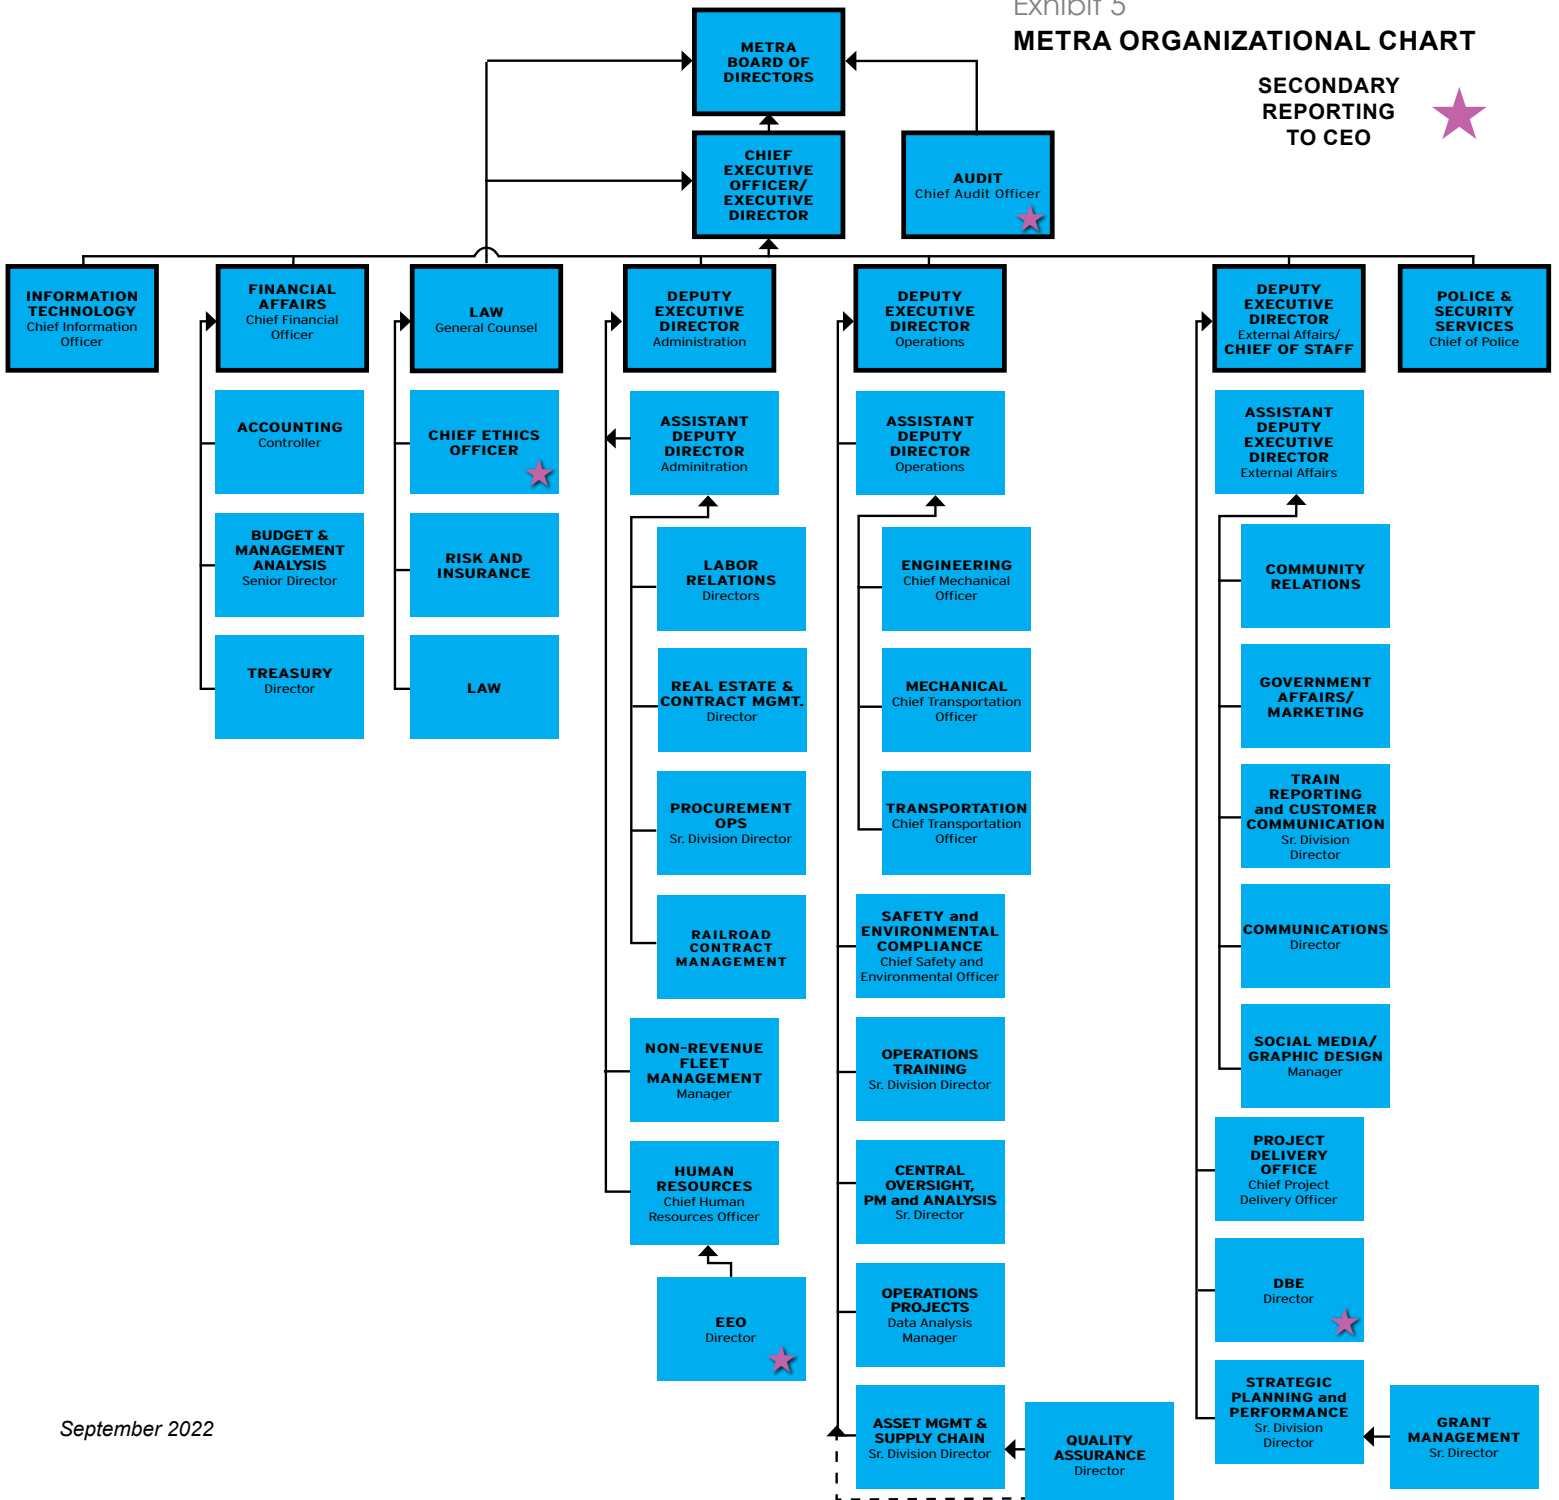 Exhibit 5
METRA ORGANIZATIONAL CHART
SECONDARY
REPORTING
TO CEO
METRA
BOARD OF
DIRECTORS
CHIEF
EXECUTIVE
OFFICER/
EXECUTIVE
DIRECTOR
AUDIT
Chief Audit Officer
INFORMATION
TECHNOLOGY
Chief Information
Officer
FINANCIAL
AFFAIRS
Chief Financial
Officer
LAW
General Counsel
DEPUTY
EXECUTIVE
DIRECTOR
Administration
DEPUTY
EXECUTIVE
DIRECTOR
Operations
DEPUTY
EXECUTIVE
DIRECTOR
External Affairs/
CHIEF OF STAFF
POLICE &
SECURITY
SERVICES
Chief of Police
ACCOUNTING
Controller
BUDGET &
MANAGEMENT
ANALYSIS
Senior Director
TREASURY
Director
CHIEF ETHICS
OFFICER
RISK AND
INSURANCE
LAW
ASSISTANT
DEPUTY
DIRECTOR
Adminitration
LABOR
RELATIONS
Directors
REAL ESTATE &
CONTRACT MGMT.
Director
PROCUREMENT
OPS
Sr. Division Director
RAILROAD
CONTRACT
MANAGEMENT
NON-REVENUE
FLEET
MANAGEMENT
Manager
HUMAN
RESOURCES
Chief Human
Resources Officer
EEO
Director
ASSISTANT
DEPUTY
DIRECTOR
Operations
ENGINEERING
Chief Mechanical
Officer
MECHANICAL
Chief Transportation
Officer
TRANSPORTATION
Chief Transportation
Officer
SAFETY and
ENVIRONMENTAL
COMPLIANCE
Chief Safety and
Environmental Officer
OPERATIONS
TRAINING
Sr. Division Director
CENTRAL
OVERSIGHT,
PM and ANALYSIS
Sr. Director
OPERATIONS
PROJECTS
Data Analysis
Manager
ASSET MGMT &
SUPPLY CHAIN
Sr. Division Director
QUALITY
ASSURANCE
Director
ASSISTANT
DEPUTY
EXECUTIVE
DIRECTOR
External Affairs
COMMUNITY
RELATIONS
GOVERNMENT
AFFAIRS/
MARKETING
TRAIN
REPORTING
and CUSTOMER
COMMUNICATION
Sr. Division
Director
COMMUNICATIONS
Director
SOCIAL MEDIA/
GRAPHIC DESIGN
Manager
PROJECT
DELIVERY
OFFICE
Chief Project
Delivery Officer
DBE
Director
STRATEGIC
PLANNING and
PERFORMANCE
Sr. Division
Director
GRANT
MANAGEMENT
Sr. Director
September 2022